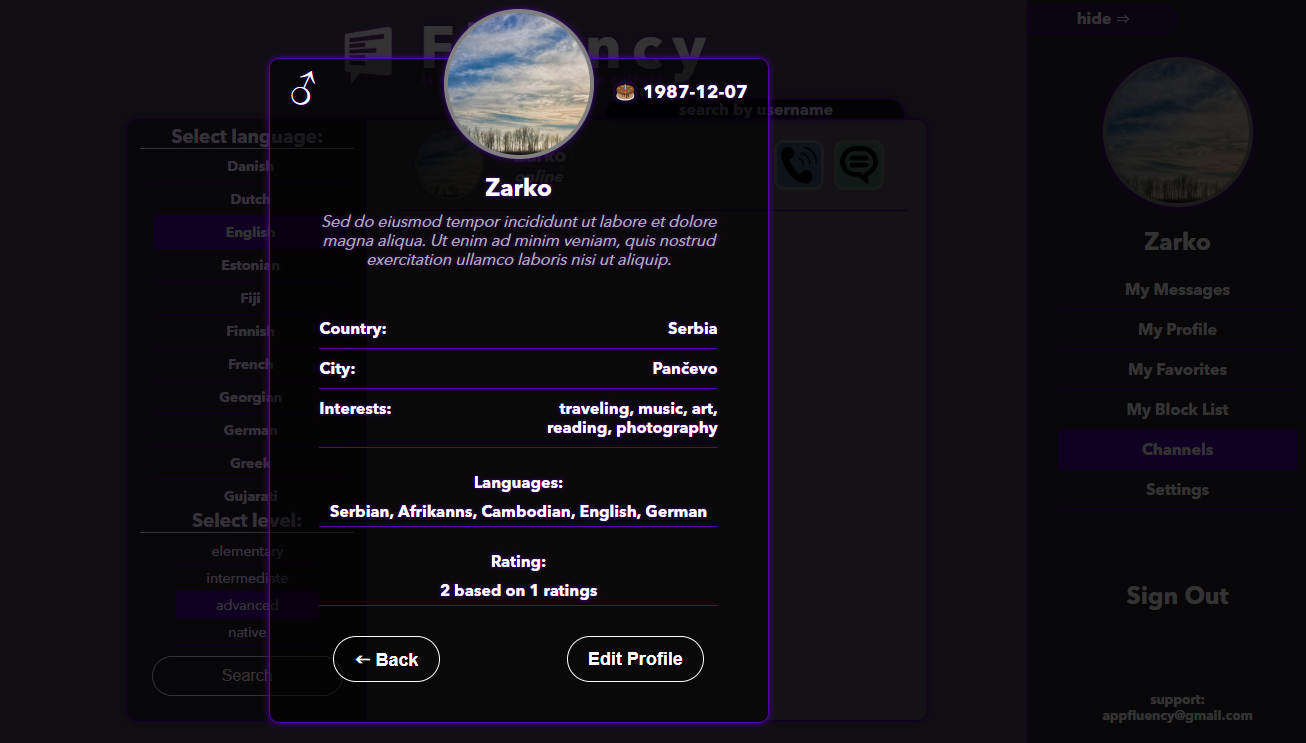 hide ⇒
1987-12-07
search by username
Select language:
Danish
Zarko
online
Dutch
Zarko
Sed do eiusmod tempor incididunt ut labore et dolore
magna aliqua. Ut enim ad minim veniam, quis nostrud
exercitation ullamco laboris nisi ut aliquip.
English
Estonian
Fiji
Finnish
French
Georgian
German
Greek
Gujarati
Select level:
elementary
intermediate
advanced
native
Search
Country: Serbia
City: Pančevo
Interests: traveling, music, art,
reading, photography
Languages:
Serbian, Afrikanns, Cambodian, English, German
Rating:
2 based on 1 ratings
← Back Edit Profile
Zarko
My Messages
My Profile
My Favorites
My Block List
Channels
Settings
Sign Out
support:
appfluency@gmail.com